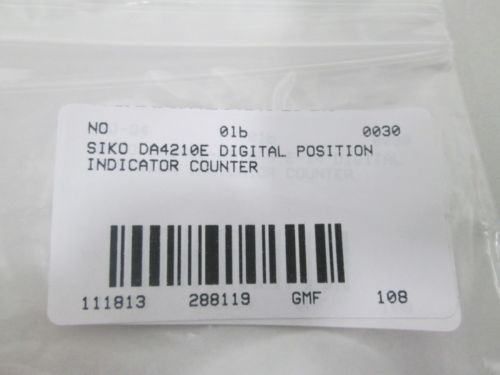 NO 01b 0030
SIKO DA4210E DIGITAL POSITION
INDICATOR COUNTER
111813 288119 GMF 108